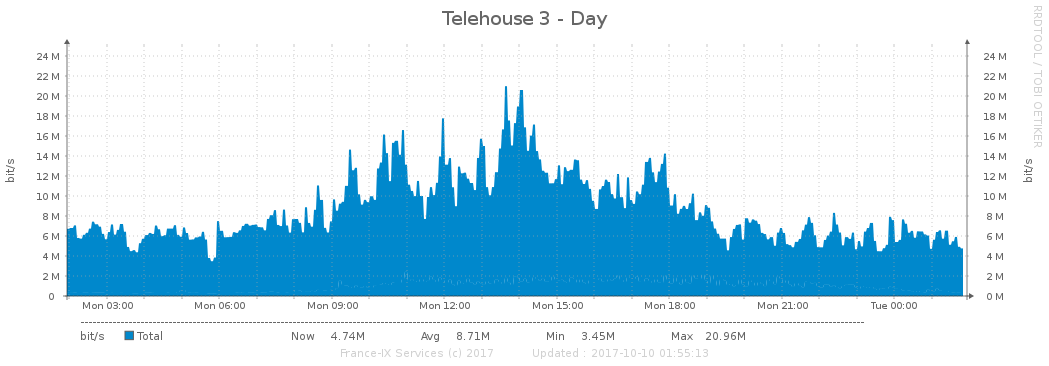 Telehouse 3 - Day
RRDTOOL / TOBI OETIKER
bit/s
24 M 24 M
22 M 22 M
20 M 20 M
18 M 18 M
16 M 16 M
14 M 14 M
12 M 12 M
10 M 10 M
8 M 8 M
6 M 6 M
4 M 4 M
2 M 2 M
0 0 M
bit/s
Mon 03:00 Mon 06:00 Mon 09:00 Mon 12:00 Mon 15:00 Mon 18:00 Mon 21:00 Tue 00:00
bit/s Total Now 4.74M Avg 8.71M Min 3.45M Max 20.96M
France-IX Services (c) 2017 Updated : 2017-10-10 01:55:13